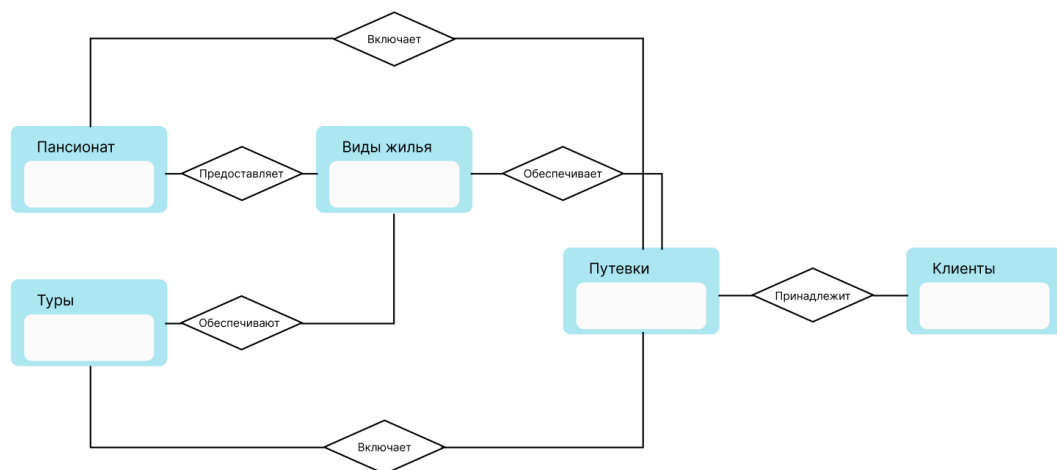 Включает
Пансионат
Предоставляет
Виды жилья
Обеспечивает
Путевки
Принадлежит
Клиенты
Туры
Обеспечивают
Включает